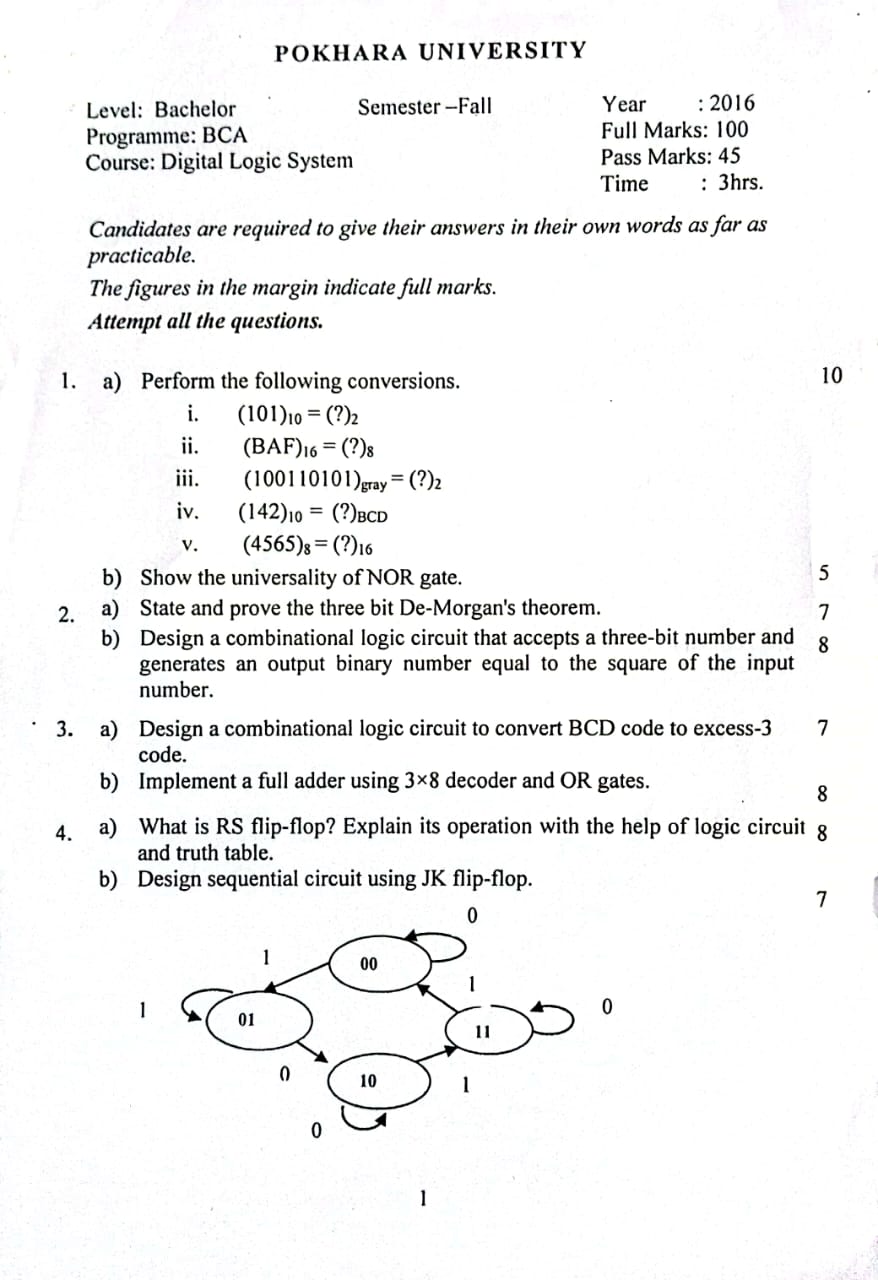 POKHARA UNIVERSITY
Level: Bachelor Semester –Fall Year : 2016
Programme: BCA Full Marks: 100
Course: Digital Logic System Pass Marks: 45
Time : 3hrs.
Candidates are required to give their answers in their own words as far as
practicable.
The figures in the margin indicate full marks.
Attempt all the questions.
1. a) Perform the following conversions. 10
i. (101)₁₀ = (?)₂
ii. (BAF)₁₆ = (?)₈
iii. (100110101)gray = (?)₂
iv. (142)₁₀ = (?)BCD
v. (4565)₈ = (?)₁₆
b) Show the universality of NOR gate. 5
2. a) State and prove the three bit De-Morgan's theorem. 7
b) Design a combinational logic circuit that accepts a three-bit number and 8
generates an output binary number equal to the square of the input
number.
3. a) Design a combinational logic circuit to convert BCD code to excess-3 7
code.
b) Implement a full adder using 3×8 decoder and OR gates. 8
4. a) What is RS flip-flop? Explain its operation with the help of logic circuit 8
and truth table.
b) Design sequential circuit using JK flip-flop. 7
0
1 00
1
1 01 11 0
0 10 1
0
1